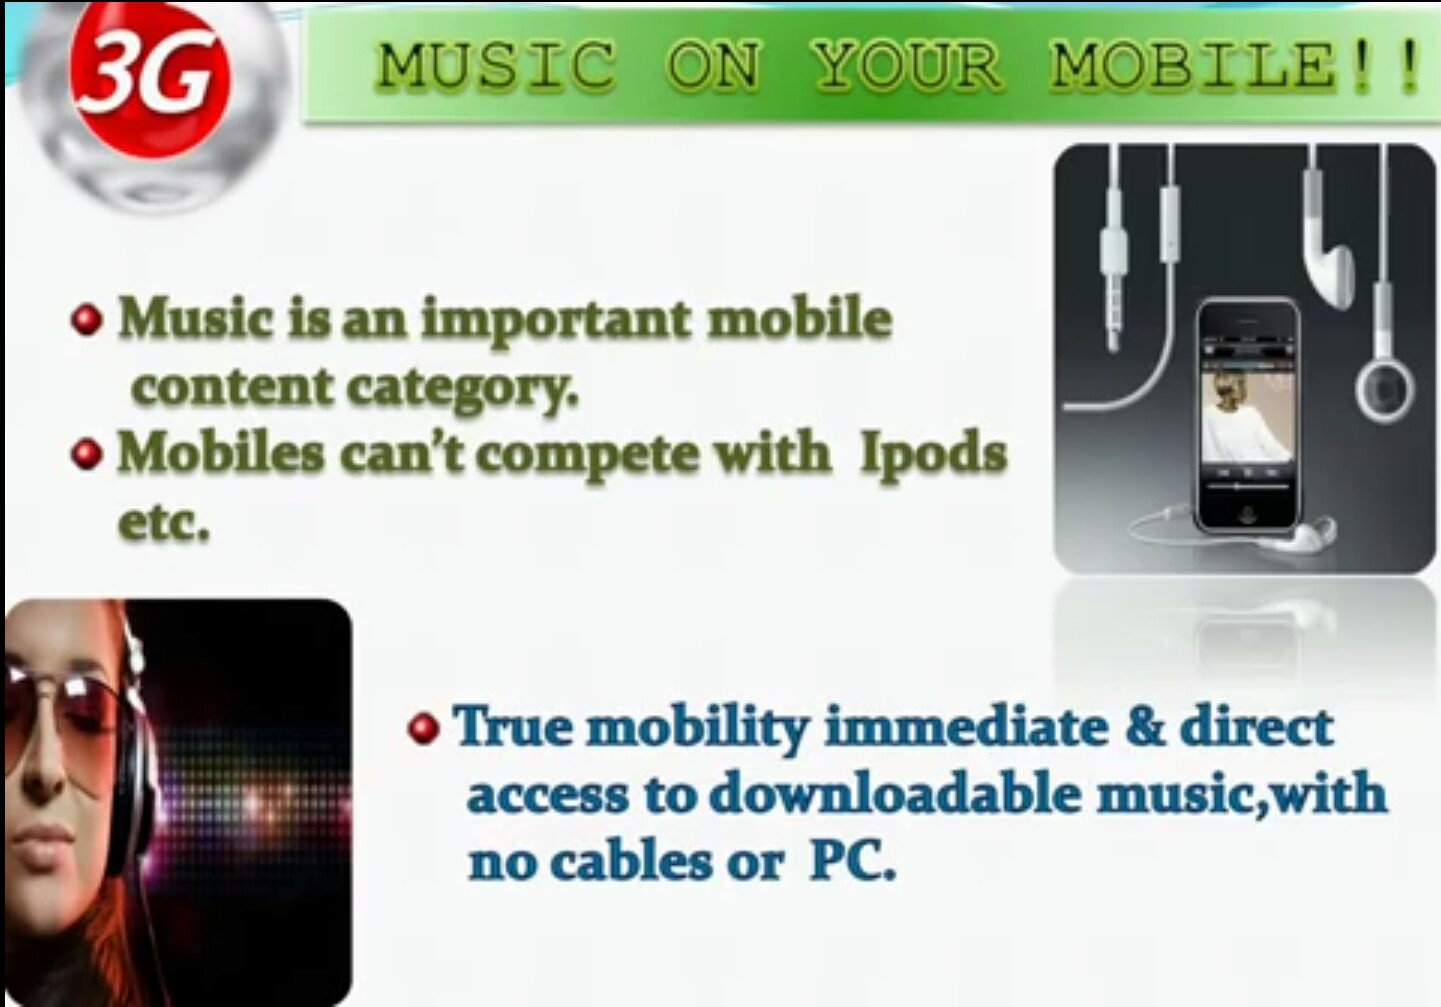 3G
MUSIC ON YOUR MOBILE!!
Music is an important mobile
content category.
Mobiles can't compete with Ipods
etc.
True mobility immediate & direct
access to downloadable music,with
no cables or PC.